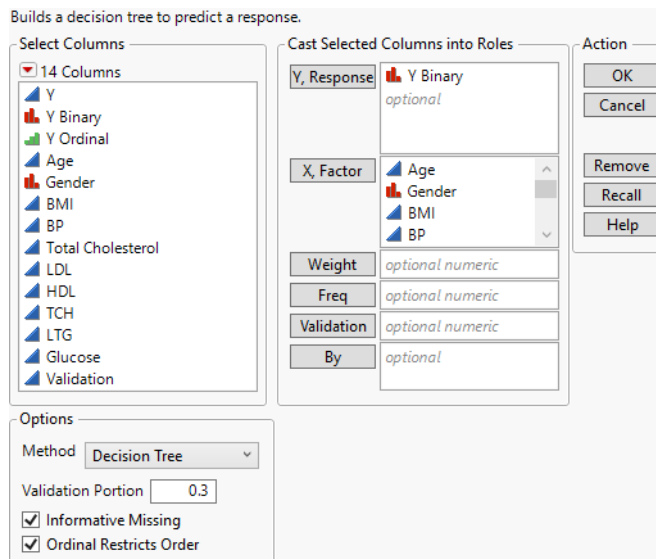 Builds a decision tree to predict a response.
Select Columns
14 Columns
Y
Y Binary
Y Ordinal
Age
Gender
BMI
BP
Total Cholesterol
LDL
HDL
TCH
LTG
Glucose
Validation
Cast Selected Columns into Roles
Y, Response
Y Binary
optional
X, Factor
Age
Gender
BMI
BP
Weight
optional numeric
Freq
optional numeric
Validation
optional numeric
By
optional
Action
OK
Cancel
Remove
Recall
Help
Options
Method
Decision Tree
Validation Portion
0.3
Informative Missing
Ordinal Restricts Order